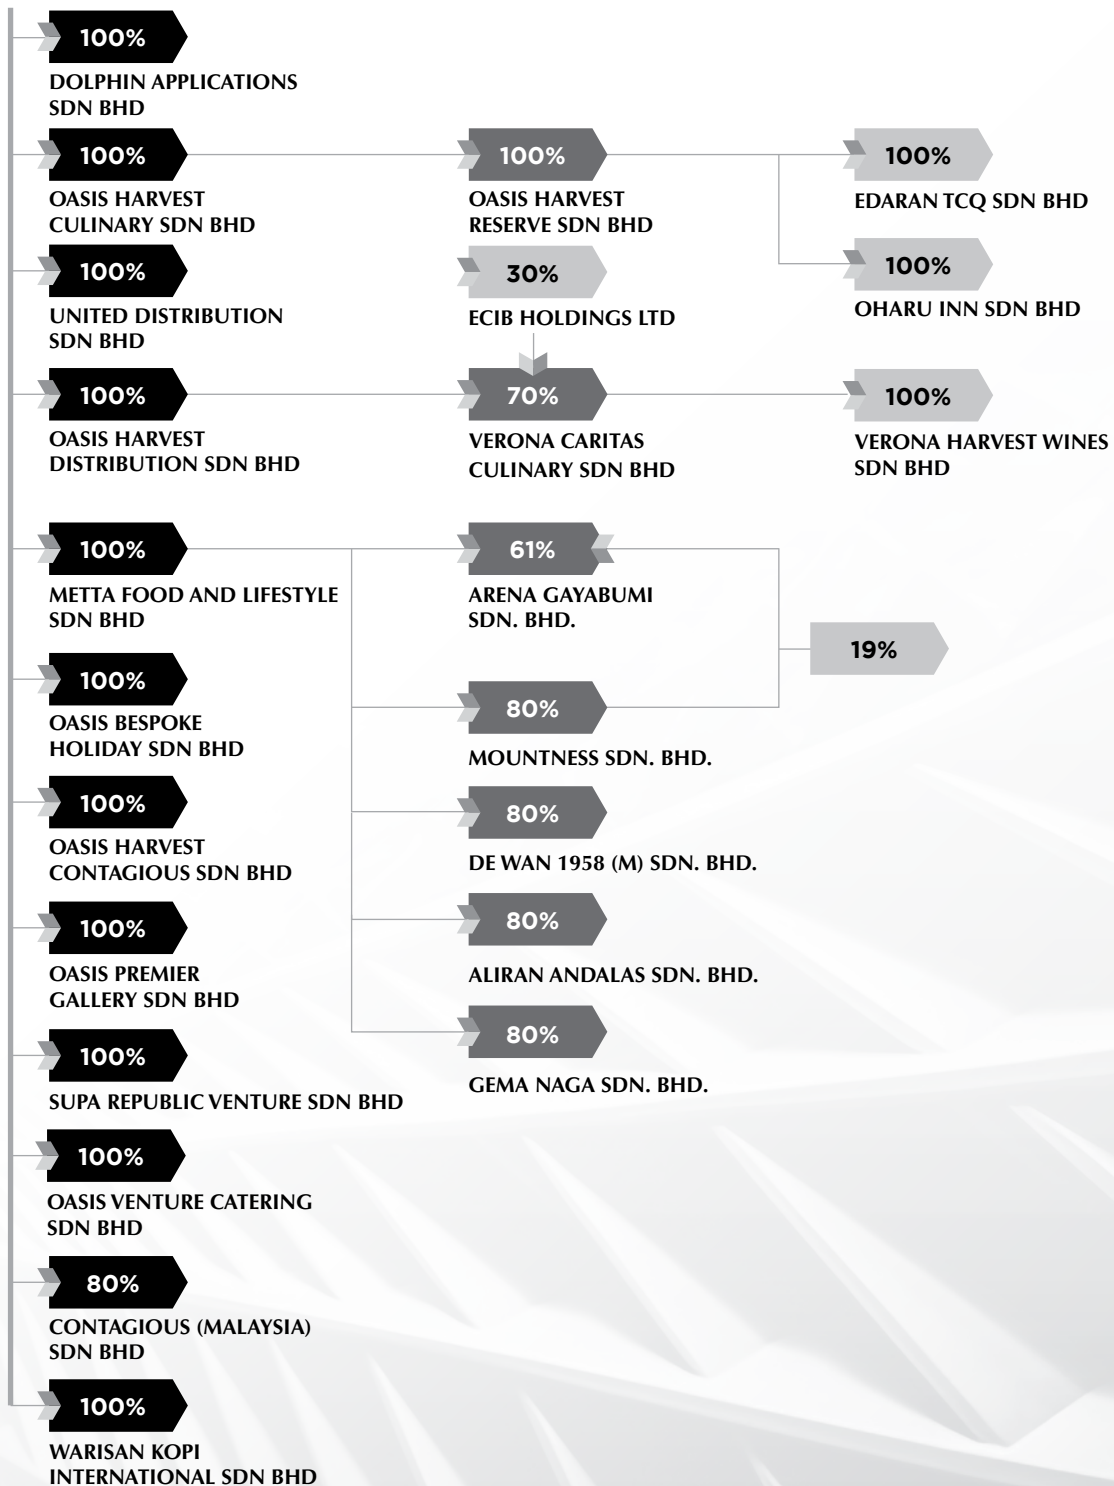 100%
DOLPHIN APPLICATIONS
SDN BHD
100%
OASIS HARVEST
CULINARY SDN BHD
100%
OASIS HARVEST
RESERVE SDN BHD
100%
EDARAN TCQ SDN BHD
100%
OHARU INN SDN BHD
100%
UNITED DISTRIBUTION
SDN BHD
30%
ECIB HOLDINGS LTD
100%
OASIS HARVEST
DISTRIBUTION SDN BHD
70%
VERONA CARITAS
CULINARY SDN BHD
100%
VERONA HARVEST WINES
SDN BHD
100%
METTA FOOD AND LIFESTYLE
SDN BHD
61%
ARENA GAYABUMI
SDN. BHD.
19%
80%
MOUNTNESS SDN. BHD.
80%
DE WAN 1958 (M) SDN. BHD.
80%
ALIRAN ANDALAS SDN. BHD.
80%
GEMA NAGA SDN. BHD.
100%
OASIS BESPOKE
HOLIDAY SDN BHD
100%
OASIS HARVEST
CONTAGIOUS SDN BHD
100%
OASIS PREMIER
GALLERY SDN BHD
100%
SUPA REPUBLIC VENTURE SDN BHD
100%
OASIS VENTURE CATERING
SDN BHD
80%
CONTAGIOUS (MALAYSIA)
SDN BHD
100%
WARISAN KOPI
INTERNATIONAL SDN BHD